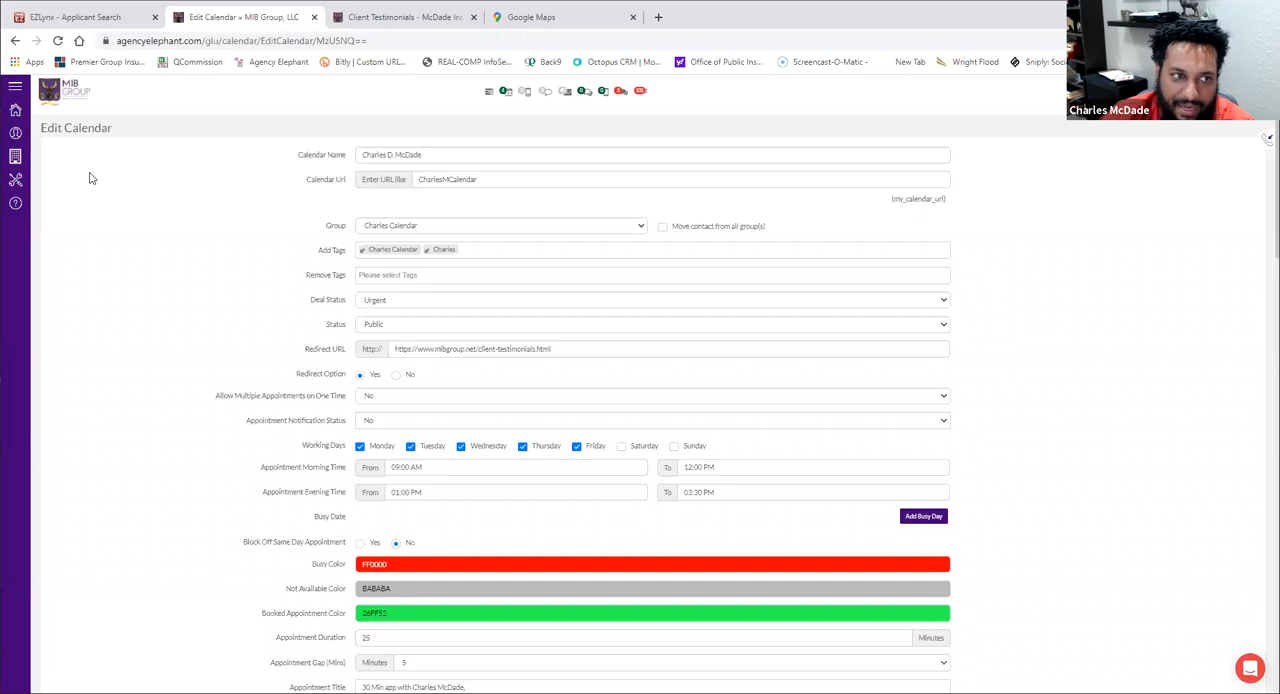 EZLynx - Applicant Search
Edit Calendar » MIB Group, LLC
Client Testimonials - McDade Ins
Google Maps
agencyelephant.com/glu/calendar/EditCalendar/MzU5NQ==
Apps
Premier Group Insu...
QCommission
Agency Elephant
Bitly | Custom URL...
REAL-COMP InfoSe...
Back9
Octopus CRM | Mo...
Office of Public Ins...
Screencast-O-Matic -
New Tab
Wright Flood
Sniply: Soci
MIB
GROUP
Charles McDade
Edit Calendar
Calendar Name Charles D. McDade
Calendar Url Enter URL like CharlesMCalendar
(my_calendar_url)
Group Charles Calendar Move contact from all group(s)
Add Tags Charles Calendar Charles
Remove Tags Please select Tags
Deal Status Urgent
Status Public
Redirect URL http:// https://www.mibgroup.net/client-testimonials.html
Redirect Option Yes No
Allow Multiple Appointments on One Time No
Appointment Notification Status No
Working Days Monday Tuesday Wednesday Thursday Friday Saturday Sunday
Appointment Morning Time From 09:00 AM To 12:00 PM
Appointment Evening Time From 01:00 PM To 03:30 PM
Busy Date Add Busy Day
Block Off Same Day Appointment Yes No
Busy Color FF0000
Not Available Color BABABA
Booked Appointment Color 26FF52
Appointment Duration 25 Minutes
Appointment Gap (Mins) Minutes 5
Appointment Title 30 Min app with Charles McDade,